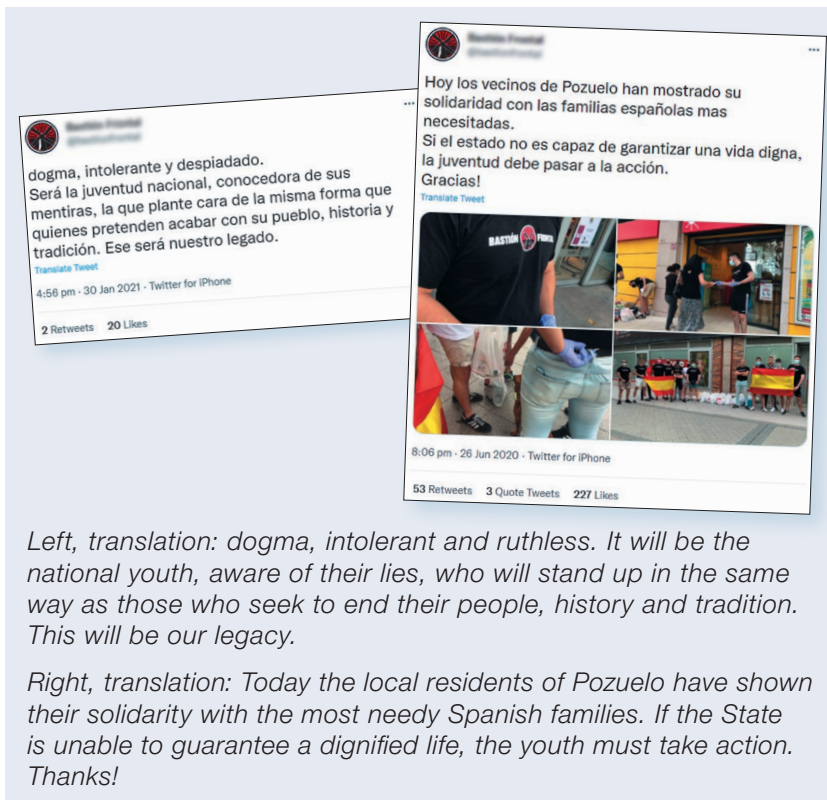 dogma, intolerante y despiadado.
Será la juventud nacional, conocedora de sus
mentiras, la que plante cara de la misma forma que
quienes pretenden acabar con su pueblo, historia y
tradición. Ese será nuestro legado.
Translate Tweet
4:56 pm · 30 Jan 2021 · Twitter for iPhone
2 Retweets 20 Likes
Hoy los vecinos de Pozuelo han mostrado su
solidaridad con las familias españolas mas
necesitadas.
Si el estado no es capaz de garantizar una vida digna,
la juventud debe pasar a la acción.
Gracias!
Translate Tweet
BASTIÓN FRONTAL
8:06 pm · 26 Jun 2020 · Twitter for iPhone
53 Retweets 3 Quote Tweets 227 Likes
Left, translation: dogma, intolerant and ruthless. It will be the
national youth, aware of their lies, who will stand up in the same
way as those who seek to end their people, history and tradition.
This will be our legacy.
Right, translation: Today the local residents of Pozuelo have shown
their solidarity with the most needy Spanish families. If the State
is unable to guarantee a dignified life, the youth must take action.
Thanks!